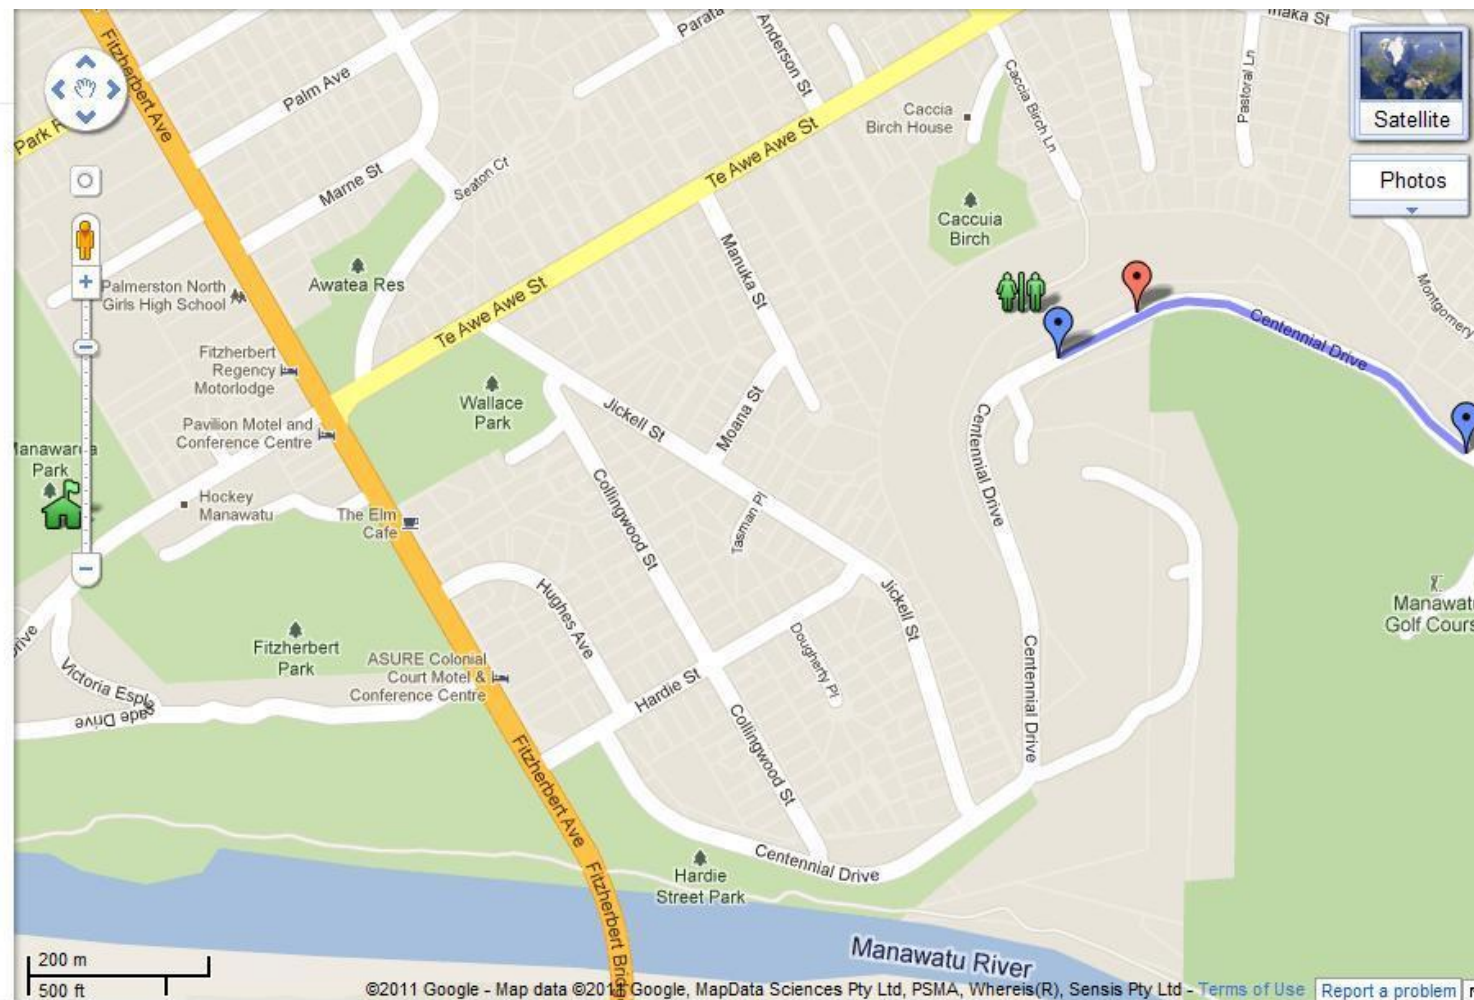 Fitzherbert Ave
Palm Ave
Parata
Anderson St
maka St
Pastoral Ln
Satellite
Photos
Park R
Marne St
Seaton Ct
Te Awe Awe St
Caccia
Birch House
Caccia Birch Ln
Caccuia
Birch
Awatea Res
Palmerston North
Girls High School
Te Awe Awe St
Manuka St
Montgomery
Centennial Drive
Fitzherbert
Regency
Motorlodge
Wallace
Park
Jickell St
Moana St
Pavilion Motel and
Conference Centre
Manawaroa
Park
Hockey
Manawatu
The Elm
Cafe
Collingwood St
Tasman Pl
Centennial Drive
Hughes Ave
Jickell St
Manawat
Golf Cours
Fitzherbert
Park
rive
Dougherty Pl
Centennial Drive
ASURE Colonial
Court Motel &
Conference Centre
Hardie St
Victoria Espla
nade Drive
Collingwood St
Fitzherbert Ave
Centennial Drive
Fitzherbert Bridge
Hardie
Street Park
Manawatu River
200 m
500 ft
©2011 Google - Map data ©2011 Google, MapData Sciences Pty Ltd, PSMA, Whereis(R), Sensis Pty Ltd - Terms of Use
Report a problem